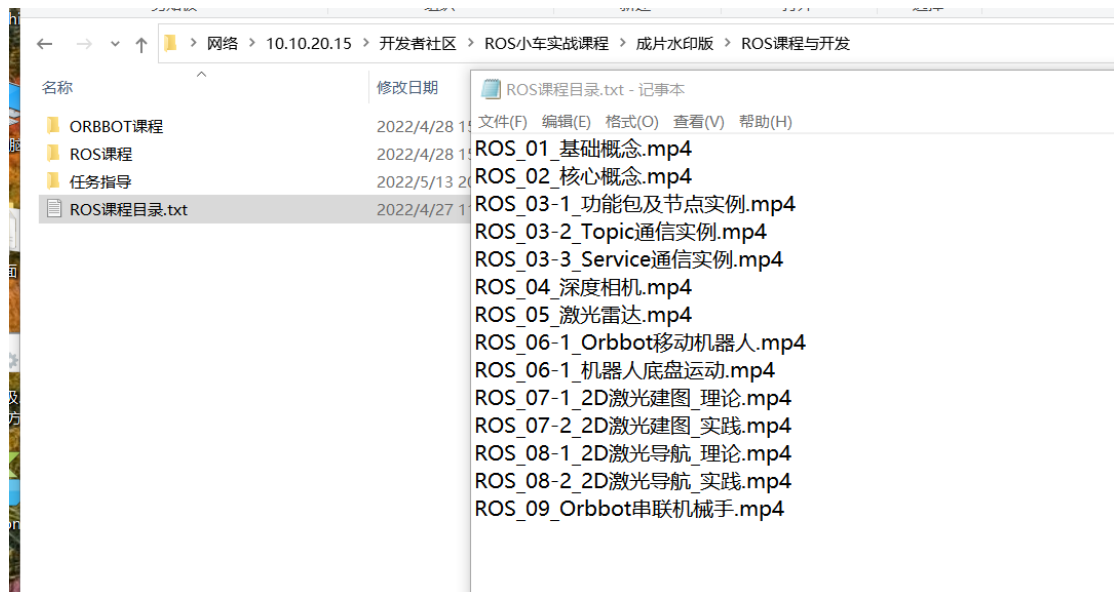 网络 > 10.10.20.15 > 开发者社区 > ROS小车实战课程 > 成片水印版 > ROS课程与开发
名称 修改日期
ORBBOT课程 2022/4/28 15
ROS课程 2022/4/28 15
任务指导 2022/5/13 20
ROS课程目录.txt 2022/4/27 1
ROS课程目录.txt - 记事本
文件(F) 编辑(E) 格式(O) 查看(V) 帮助(H)
ROS_01_基础概念.mp4
ROS_02_核心概念.mp4
ROS_03-1_功能包及节点实例.mp4
ROS_03-2_Topic通信实例.mp4
ROS_03-3_Service通信实例.mp4
ROS_04_深度相机.mp4
ROS_05_激光雷达.mp4
ROS_06-1_Orbbot移动机器人.mp4
ROS_06-1_机器人底盘运动.mp4
ROS_07-1_2D激光建图_理论.mp4
ROS_07-2_2D激光建图_实践.mp4
ROS_08-1_2D激光导航_理论.mp4
ROS_08-2_2D激光导航_实践.mp4
ROS_09_Orbbot串联机械手.mp4